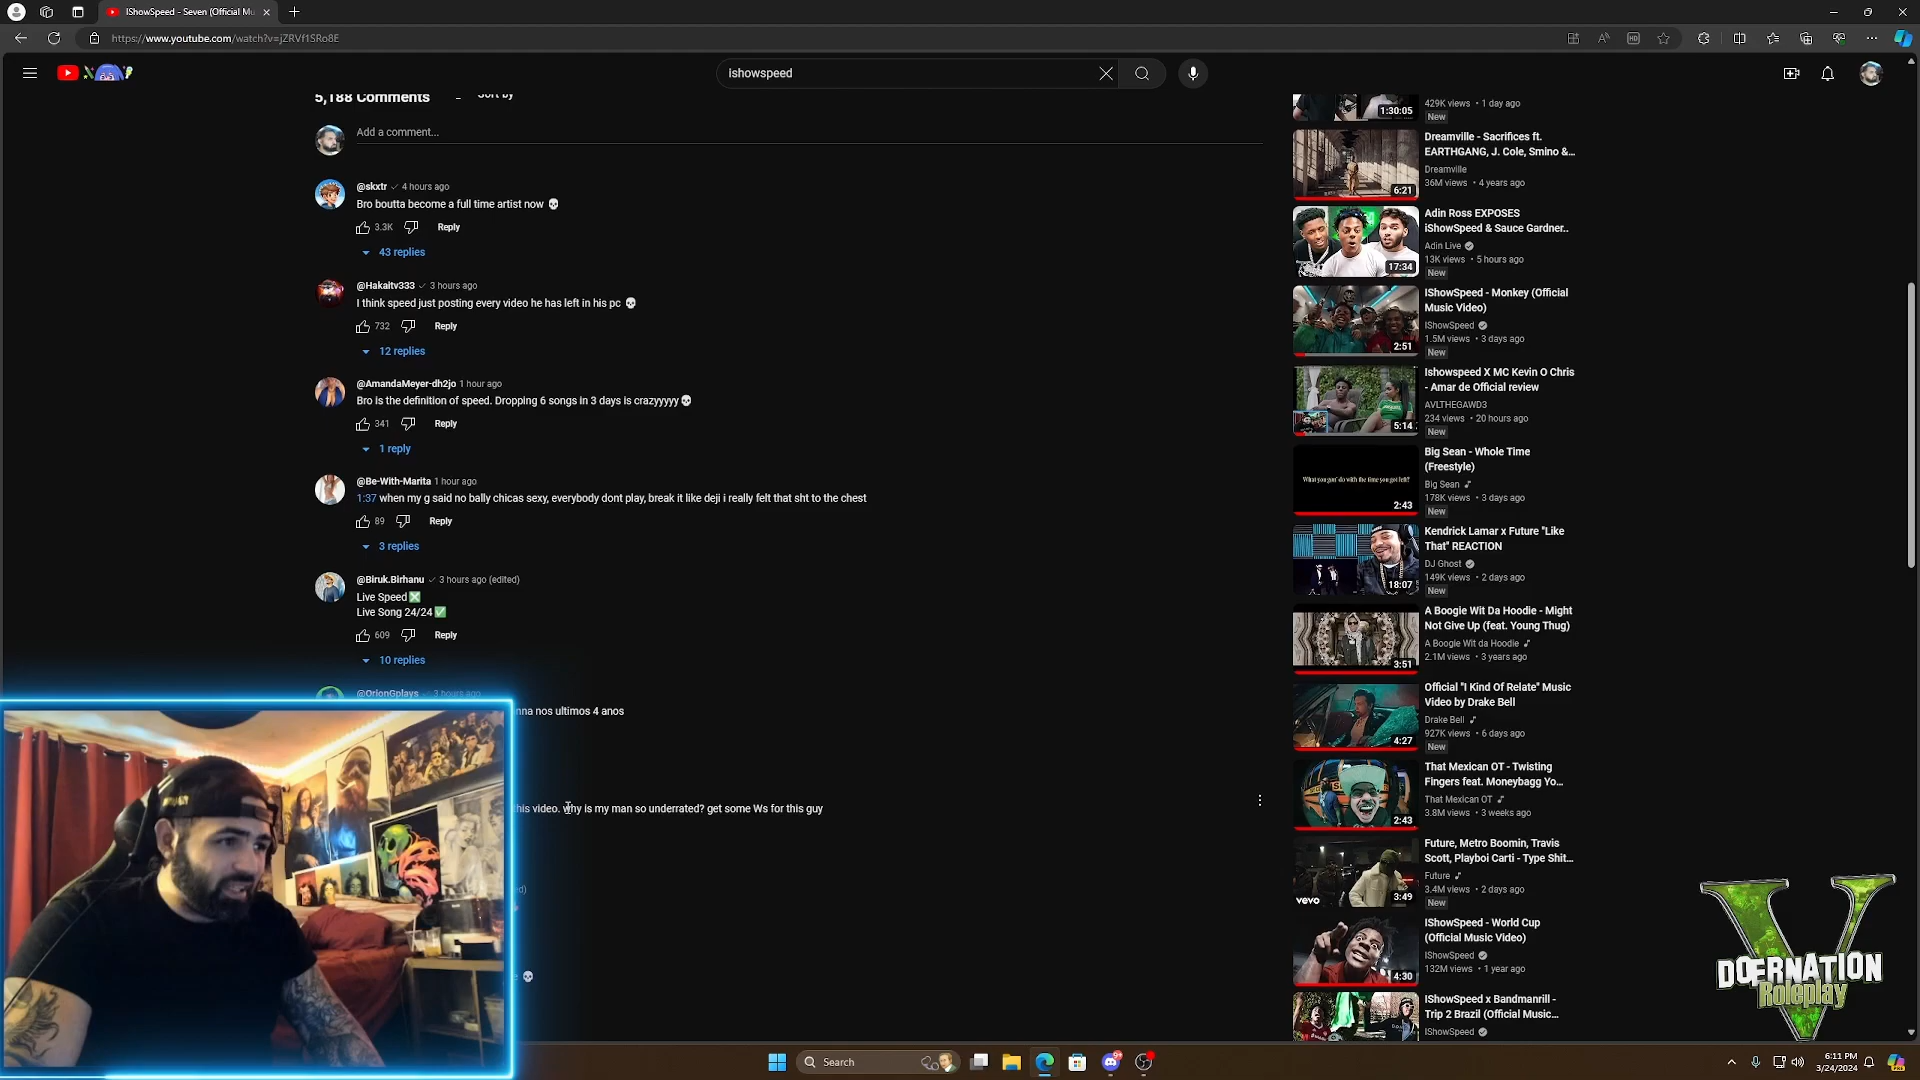 IShowSpeed - Seven (Official Mu
https://www.youtube.com/watch?v=jZRVf1SRo8E
ishowspeed
5,188 Comments
Sort by
Add a comment...
@skxtr 4 hours ago
Bro boutta become a full time artist now 💀
3.3K Reply
43 replies
@Hakaitv333 3 hours ago
I think speed just posting every video he has left in his pc 💀
732 Reply
12 replies
@AmandaMeyer-dh2jo 1 hour ago
Bro is the definition of speed. Dropping 6 songs in 3 days is crazyyyyy💀
341 Reply
1 reply
@Be-With-Marita 1 hour ago
1:37 when my g said no bally chicas sexy, everybody dont play, break it like deji i really felt that sht to the chest
89 Reply
3 replies
@Biruk.Birhanu 3 hours ago (edited)
Live Speed❎
Live Song 24/24✅
609 Reply
10 replies
@OrionGplays 3 hours ago
nna nos ultimos 4 anos
this video. why is my man so underrated? get some Ws for this guy
429K views • 1 day ago
New
1:30:05
Dreamville - Sacrifices ft.
EARTHGANG, J. Cole, Smino &...
Dreamville
36M views • 4 years ago
6:21
Adin Ross EXPOSES
iShowSpeed & Sauce Gardner..
Adin Live
13K views • 5 hours ago
New
17:34
IShowSpeed - Monkey (Official
Music Video)
IShowSpeed
1.5M views • 3 days ago
New
2:51
Ishowspeed X MC Kevin O Chris
- Amar de Official review
AVLTHEGAWD3
234 views • 20 hours ago
New
5:14
Big Sean - Whole Time
(Freestyle)
Big Sean
178K views • 3 days ago
New
What you gon' do with the time you got left?
2:43
Kendrick Lamar x Future "Like
That" REACTION
DJ Ghost
149K views • 2 days ago
New
18:07
A Boogie Wit Da Hoodie - Might
Not Give Up (feat. Young Thug)
A Boogie Wit da Hoodie
2.1M views • 3 years ago
3:51
Official "I Kind Of Relate" Music
Video by Drake Bell
Drake Bell
927K views • 6 days ago
New
4:27
That Mexican OT - Twisting
Fingers feat. Moneybagg Yo...
That Mexican OT
3.8M views • 3 weeks ago
2:43
Future, Metro Boomin, Travis
Scott, Playboi Carti - Type Shit...
Future
3.4M views • 2 days ago
New
vevo
3:49
IShowSpeed - World Cup
(Official Music Video)
IShowSpeed
132M views • 1 year ago
4:30
IShowSpeed x Bandmanrill -
Trip 2 Brazil (Official Music...
IShowSpeed
V
DOERNATION
Roleplay
Search
6:11 PM
3/24/2024